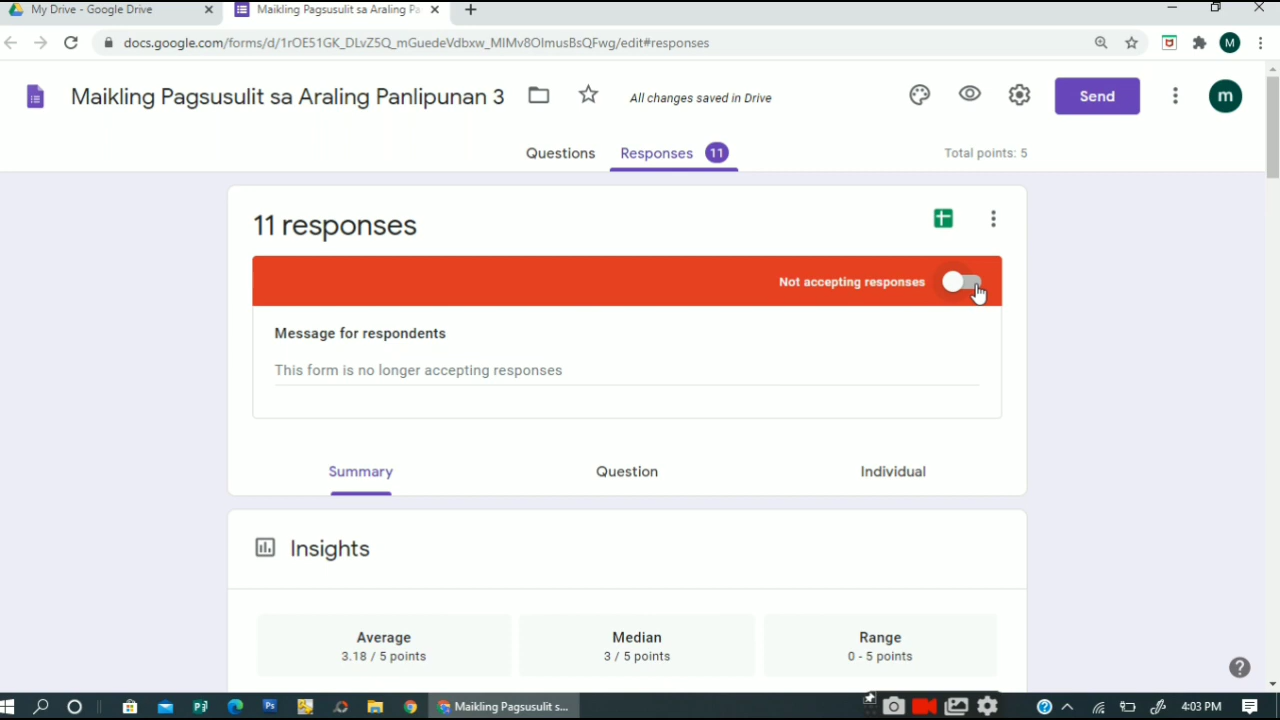 My Drive - Google Drive
Maikling Pagsusulit sa Araling Pa
docs.google.com/forms/d/1rOE51GK_DLvZ5Q_mGuedeVdbxw_MIMv8OlmusBsQFwg/edit#responses
M
Maikling Pagsusulit sa Araling Panlipunan 3
All changes saved in Drive
Send
m
Questions
Responses 11
Total points: 5
11 responses
Not accepting responses
Message for respondents
This form is no longer accepting responses
Summary
Question
Individual
Insights
Average
3.18 / 5 points
Median
3 / 5 points
Range
0 - 5 points
Maikling Pagsusulit s...
4:03 PM